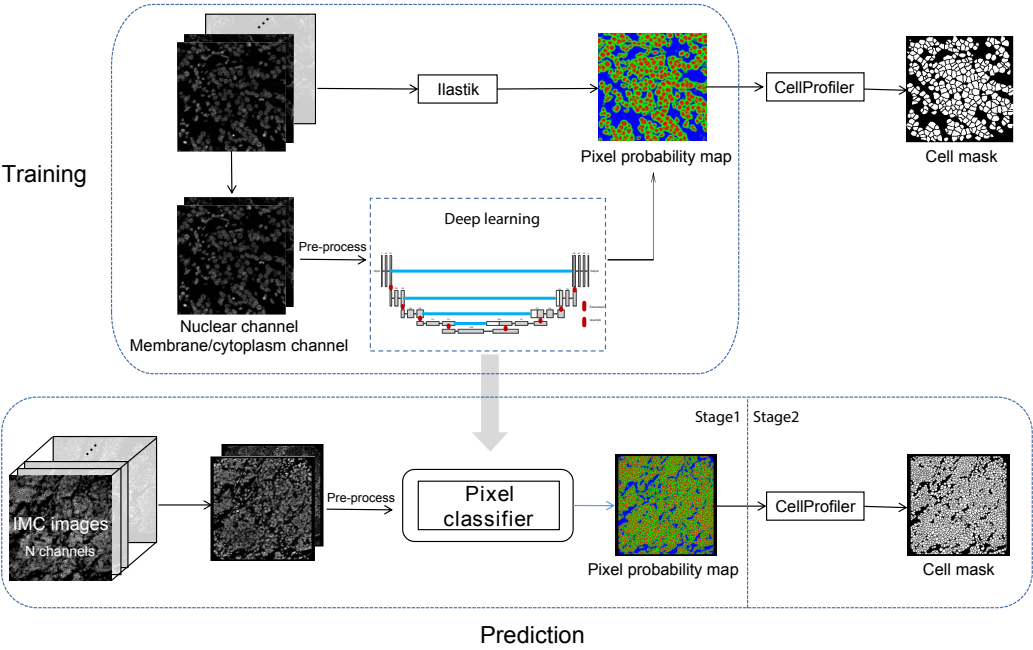 Ilastik
CellProfiler
Pixel probability map
Cell mask
Training
Pre-process
Deep learning
Nuclear channel
Membrane/cytoplasm channel
Stage1
Stage2
IMC images
N channels
Pre-process
Pixel
classifier
CellProfiler
Pixel probability map
Cell mask
Prediction